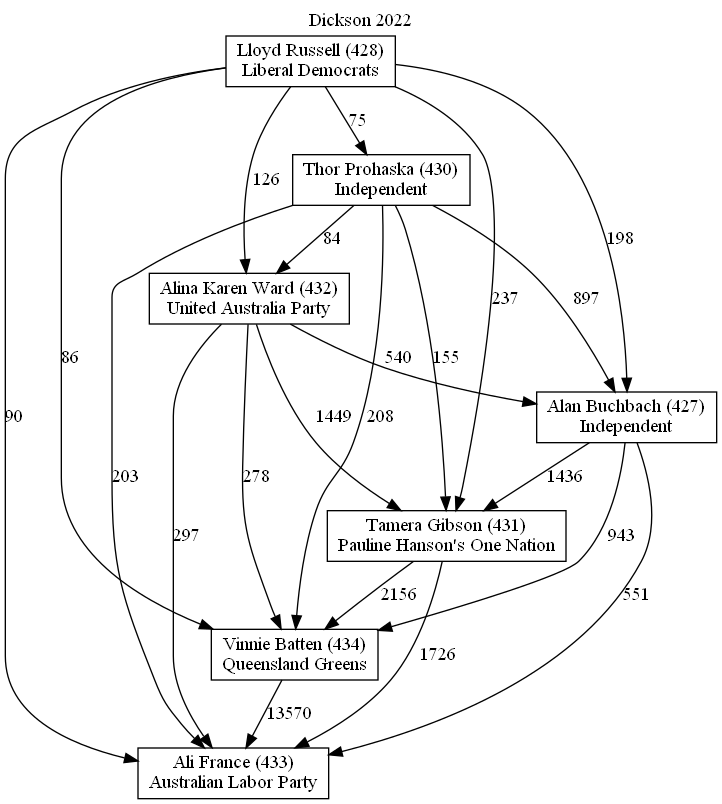 Dickson 2022
Lloyd Russell (428)
Liberal Democrats
75
Thor Prohaska (430)
Independent
126
84
198
Alina Karen Ward (432)
United Australia Party
237
897
86
540
155
90
Alan Buchbach (427)
Independent
1449
208
203
278
1436
297
Tamera Gibson (431)
Pauline Hanson's One Nation
943
2156
551
Vinnie Batten (434)
Queensland Greens
1726
13570
Ali France (433)
Australian Labor Party